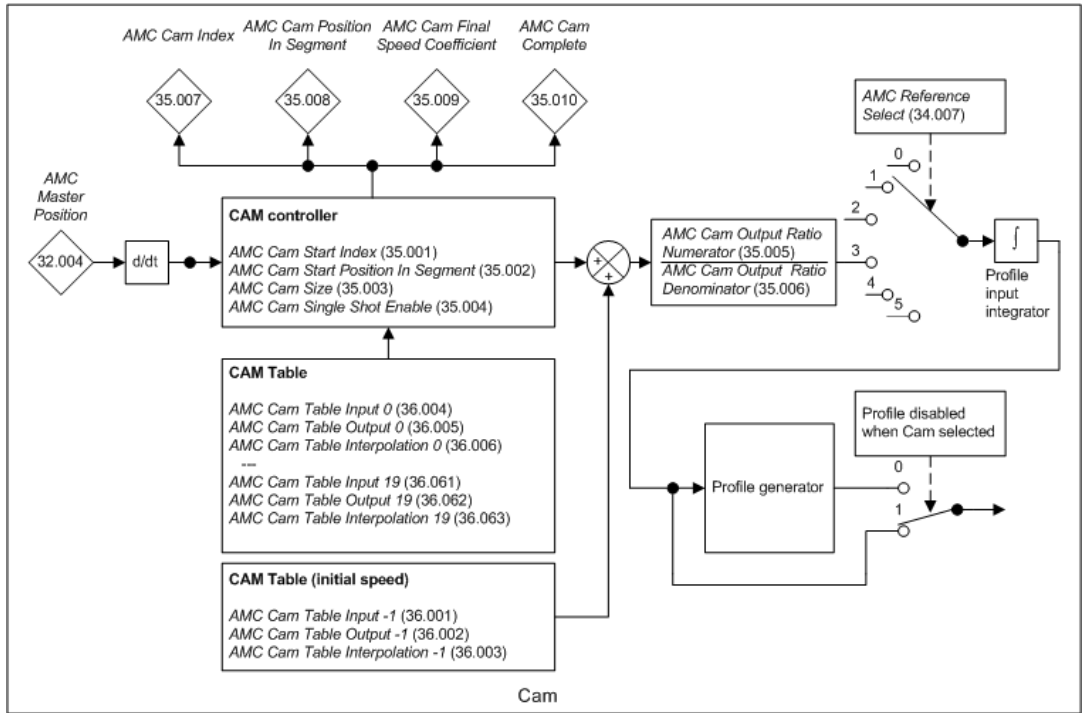 AMC Cam Index
AMC Cam Position
In Segment
AMC Cam Final
Speed Coefficient
AMC Cam
Complete
35.007
35.008
35.009
35.010
AMC Reference
Select (34.007)
AMC
Master
Position
32.004
d/dt
CAM controller
AMC Cam Start Index (35.001)
AMC Cam Start Position In Segment (35.002)
AMC Cam Size (35.003)
AMC Cam Single Shot Enable (35.004)
+
+
AMC Cam Output Ratio
Numerator (35.005)
AMC Cam Output Ratio
Denominator (35.006)
0
1
2
3
4
5
∫
Profile
input
integrator
CAM Table
AMC Cam Table Input 0 (36.004)
AMC Cam Table Output 0 (36.005)
AMC Cam Table Interpolation 0 (36.006)
---
AMC Cam Table Input 19 (36.061)
AMC Cam Table Output 19 (36.062)
AMC Cam Table Interpolation 19 (36.063)
Profile generator
Profile disabled
when Cam selected
0
1
CAM Table (initial speed)
AMC Cam Table Input -1 (36.001)
AMC Cam Table Output -1 (36.002)
AMC Cam Table Interpolation -1 (36.003)
Cam